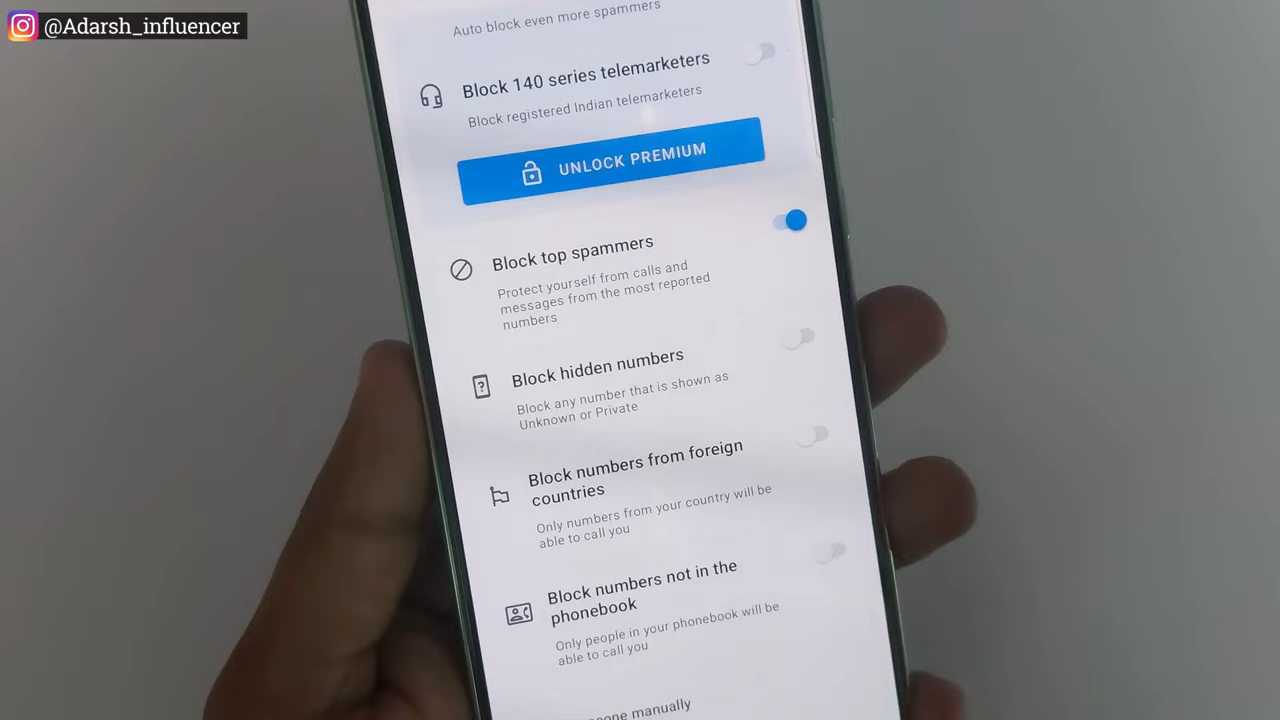 @Adarsh_influencer
Auto block even more spammers
Block 140 series telemarketers
Block registered Indian telemarketers
UNLOCK PREMIUM
Block top spammers
Protect yourself from calls and
messages from the most reported
numbers
Block hidden numbers
Block any number that is shown as
Unknown or Private
Block numbers from foreign
countries
Only numbers from your country will be
able to call you
Block numbers not in the
phonebook
Only people in your phonebook will be
able to call you
manually